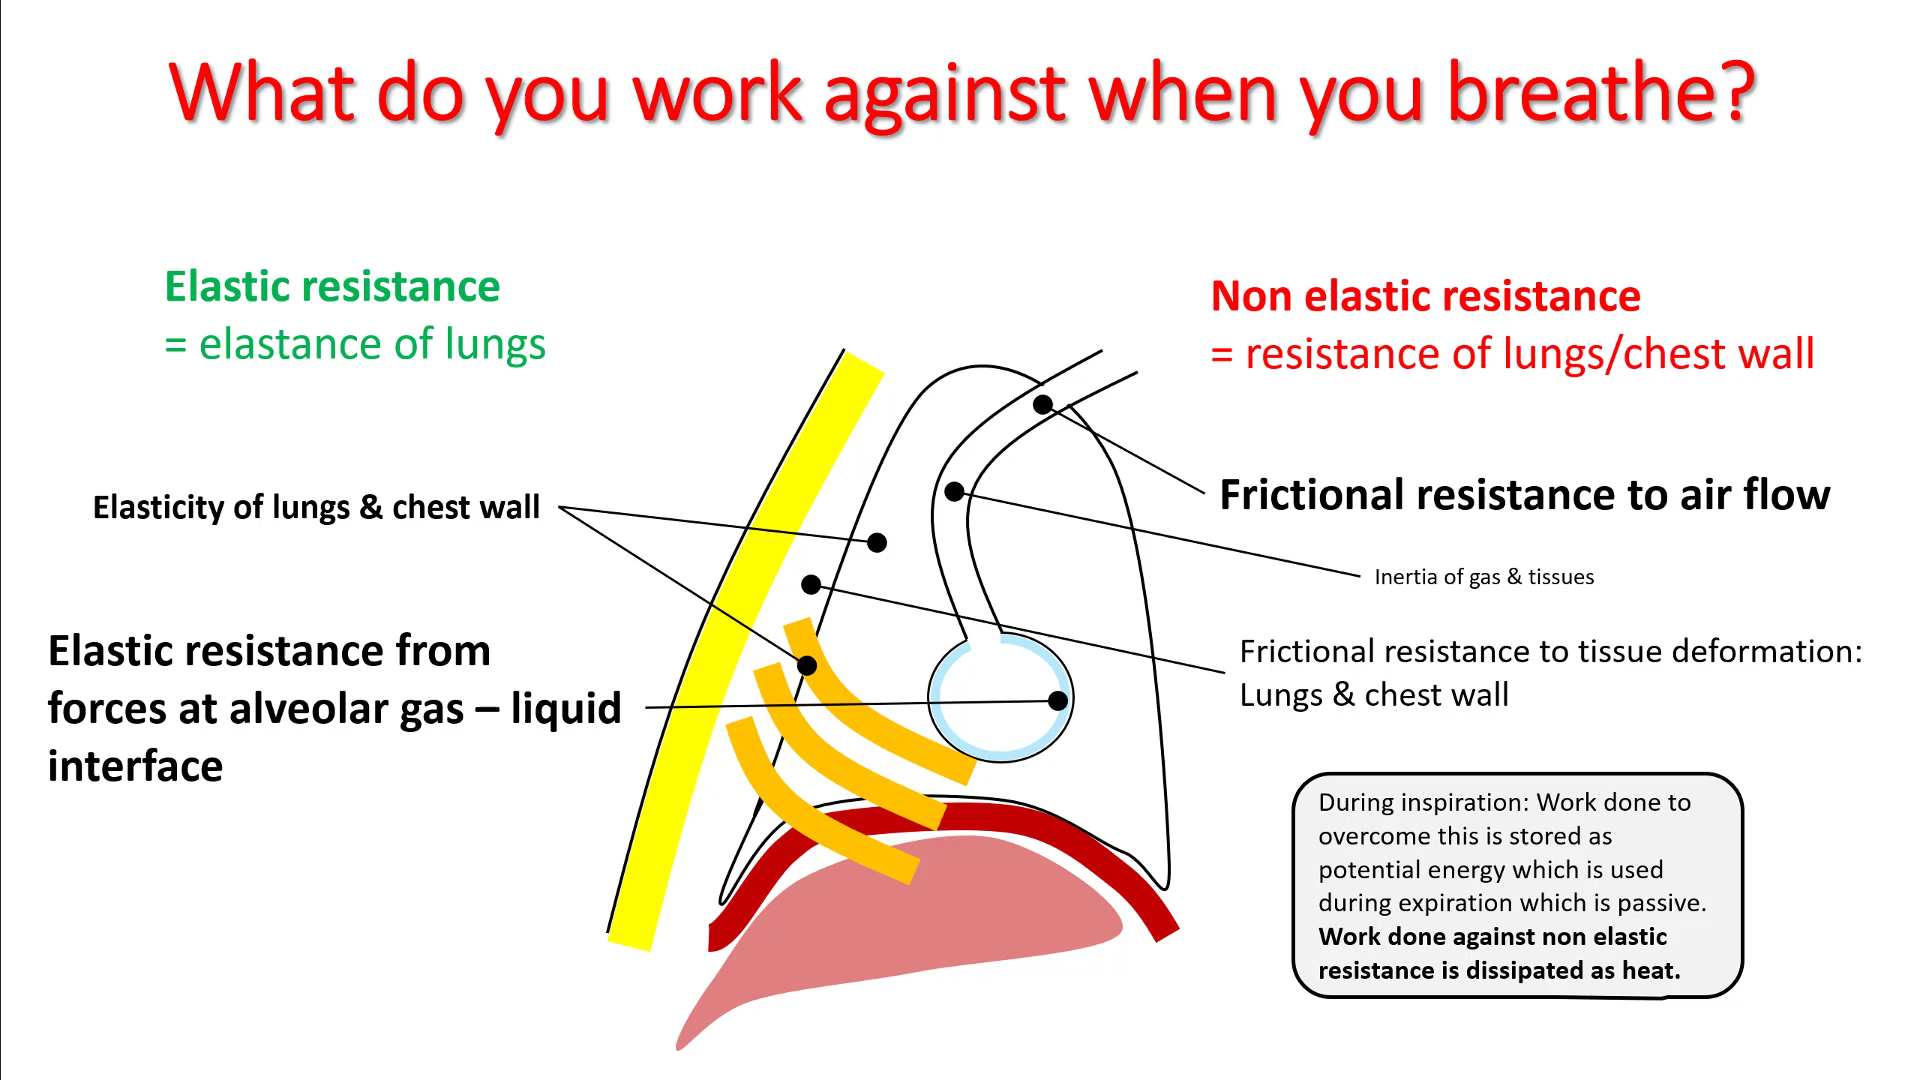 What do you work against when you breathe?
Elastic resistance
= elastance of lungs
Non elastic resistance
= resistance of lungs/chest wall
Elasticity of lungs & chest wall
Elastic resistance from
forces at alveolar gas – liquid
interface
Frictional resistance to air flow
Inertia of gas & tissues
Frictional resistance to tissue deformation:
Lungs & chest wall
During inspiration: Work done to
overcome this is stored as
potential energy which is used
during expiration which is passive.
Work done against non elastic
resistance is dissipated as heat.